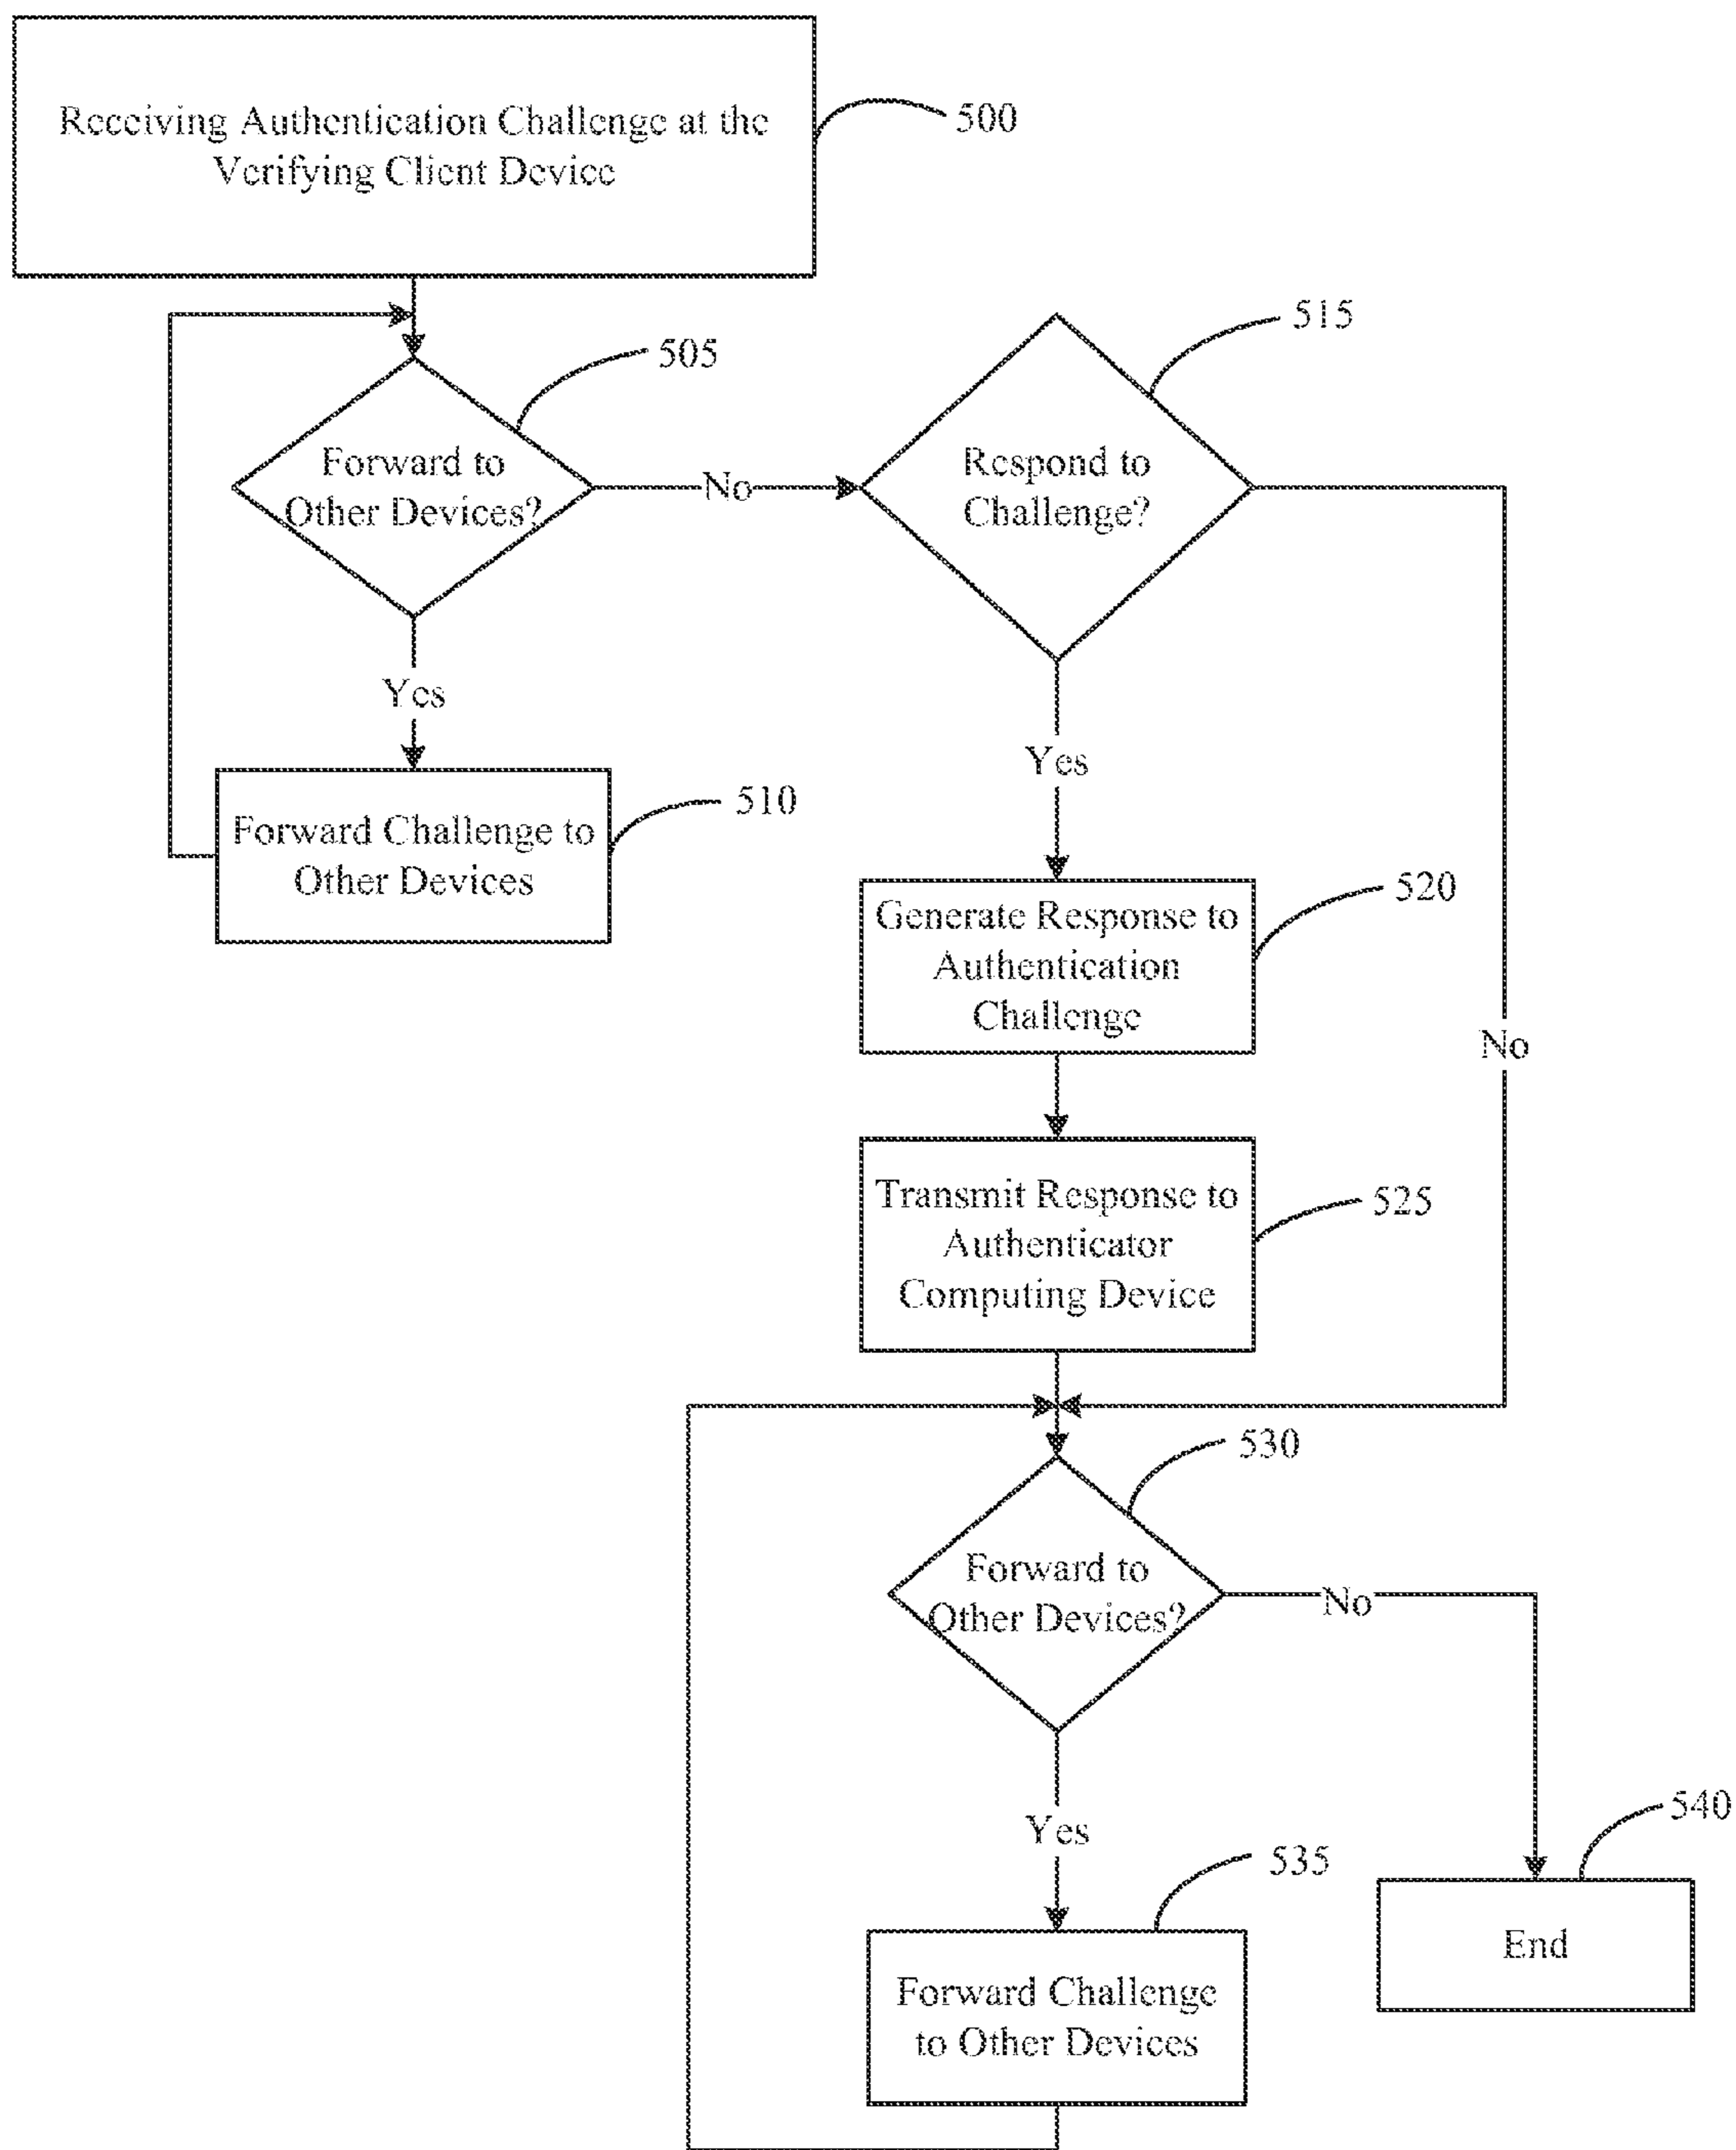 Receiving Authentication Challenge at the
Verifying Client Device
500
515
505
Forward to
Other Devices?
No
Respond to
Challenge?
Yes
Yes
510
Forward Challenge to
Other Devices
520
Generate Response to
Authentication
Challenge
No
Transmit Response to
Authenticator
Computing Device
525
530
Forward to
Other Devices?
No
Yes
540
535
End
Forward Challenge
to Other Devices